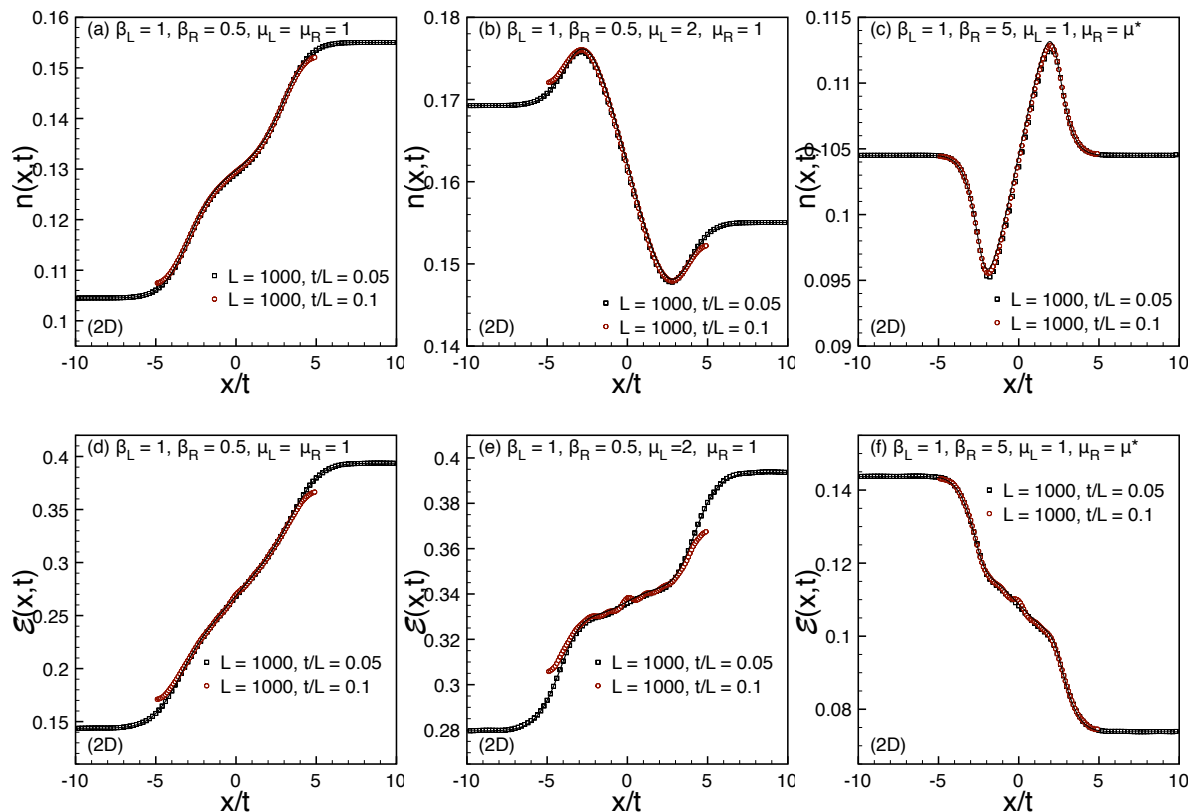 (a) β_L = 1, β_R = 0.5, μ_L = μ_R = 1
n(x,t)
0.16
0.15
0.14
0.13
0.12
0.11
0.1
L = 1000, t/L = 0.05
L = 1000, t/L = 0.1
(2D)
-10 -5 0 5 10
x/t
(b) β_L = 1, β_R = 0.5, μ_L = 2, μ_R = 1
n(x,t)
0.18
0.17
0.16
0.15
0.14
L = 1000, t/L = 0.05
L = 1000, t/L = 0.1
(2D)
-10 -5 0 5 10
x/t
(c) β_L = 1, β_R = 5, μ_L = 1, μ_R = μ*
n(x,t)
0.115
0.11
0.105
0.1
0.095
0.09
L = 1000, t/L = 0.05
L = 1000, t/L = 0.1
(2D)
-10 -5 0 5 10
x/t
(d) β_L = 1, β_R = 0.5, μ_L = μ_R = 1
ℰ(x,t)
0.4
0.35
0.3
0.25
0.2
0.15
L = 1000, t/L = 0.05
L = 1000, t/L = 0.1
(2D)
-10 -5 0 5 10
x/t
(e) β_L = 1, β_R = 0.5, μ_L =2, μ_R = 1
ℰ(x,t)
0.4
0.38
0.36
0.34
0.32
0.3
0.28
L = 1000, t/L = 0.05
L = 1000, t/L = 0.1
(2D)
-10 -5 0 5 10
x/t
(f) β_L = 1, β_R = 5, μ_L = 1, μ_R = μ*
ℰ(x,t)
0.14
0.12
0.1
0.08
L = 1000, t/L = 0.05
L = 1000, t/L = 0.1
(2D)
-10 -5 0 5 10
x/t